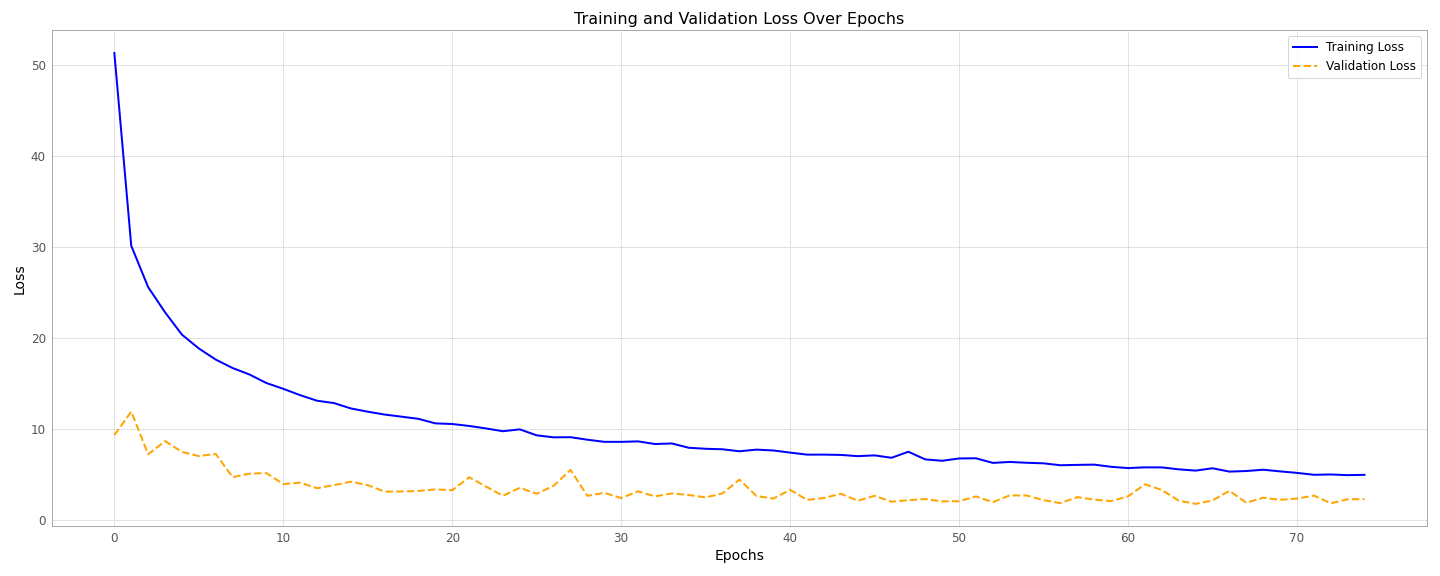 Training and Validation Loss Over Epochs
Training Loss
Validation Loss
Loss
50
40
30
20
10
0
0 10 20 30 40 50 60 70
Epochs